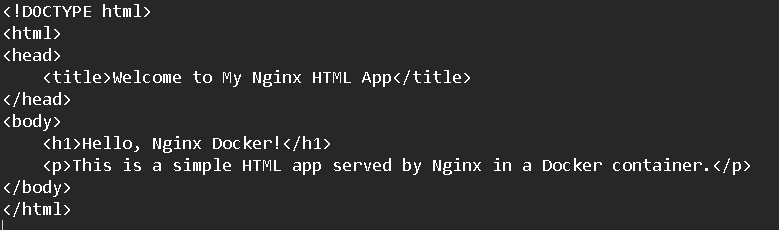 <!DOCTYPE html>
<html>
<head>
    <title>Welcome to My Nginx HTML App</title>
</head>
<body>
    <h1>Hello, Nginx Docker!</h1>
    <p>This is a simple HTML app served by Nginx in a Docker container.</p>
</body>
</html>